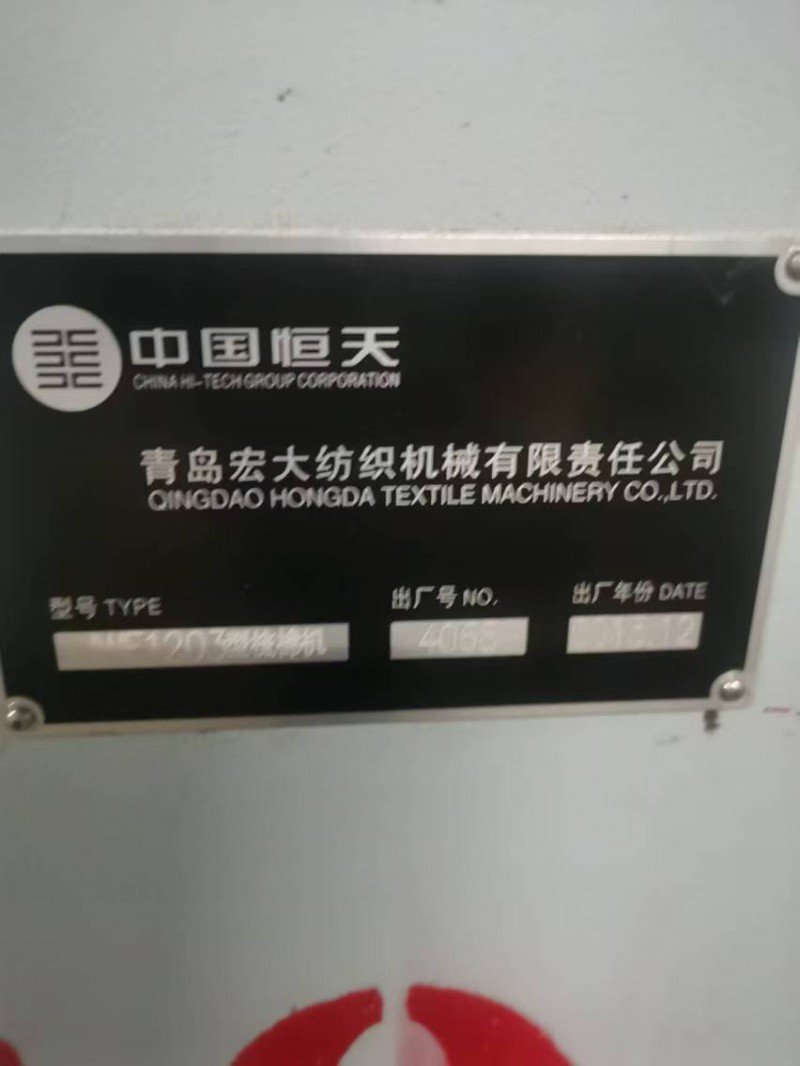 中国恒天
CHINA HI-TECH GROUP CORPORATION
青岛宏大纺织机械有限责任公司
QINGDAO HONGDA TEXTILE MACHINERY CO.,LTD.
型号 TYPE 出厂号 NO. 出厂年份 DATE